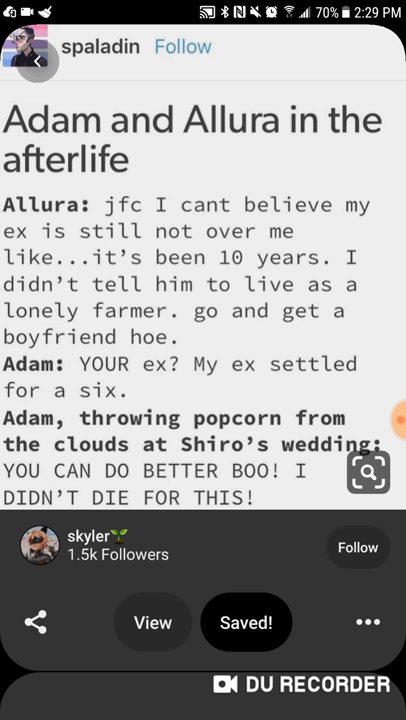 70% 2:29 PM
spaladin Follow
Adam and Allura in the
afterlife
Allura: jfc I cant believe my
ex is still not over me
like...it’s been 10 years. I
didn’t tell him to live as a
lonely farmer. go and get a
boyfriend hoe.
Adam: YOUR ex? My ex settled
for a six.
Adam, throwing popcorn from
the clouds at Shiro’s wedding:
YOU CAN DO BETTER BOO! I
DIDN’T DIE FOR THIS!
skyler🌱
1.5k Followers
Follow
View
Saved!
DU RECORDER